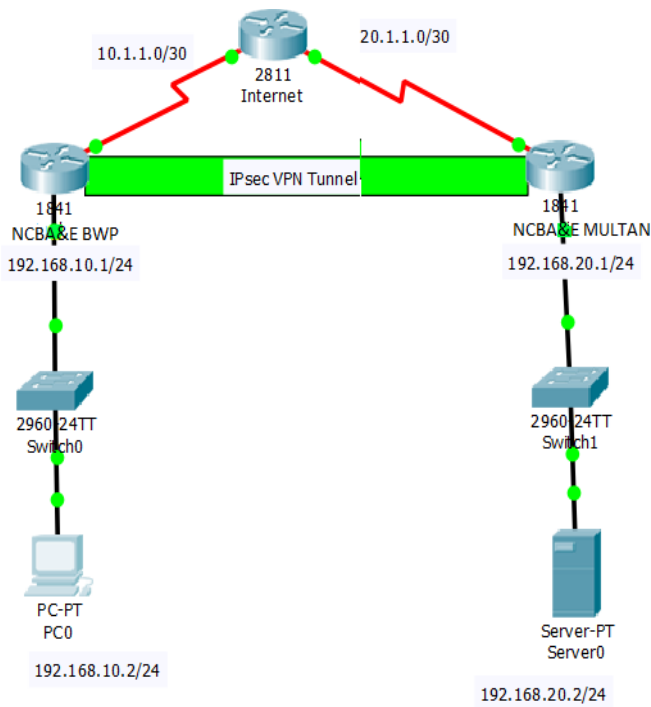 10.1.1.0/30
20.1.1.0/30
2811
Internet
IPsec VPN Tunnel
1841
NCBA&E BWP
192.168.10.1/24
1841
NCBA&E MULTAN
192.168.20.1/24
2960-24TT
Switch0
2960-24TT
Switch1
PC-PT
PC0
192.168.10.2/24
Server-PT
Server0
192.168.20.2/24